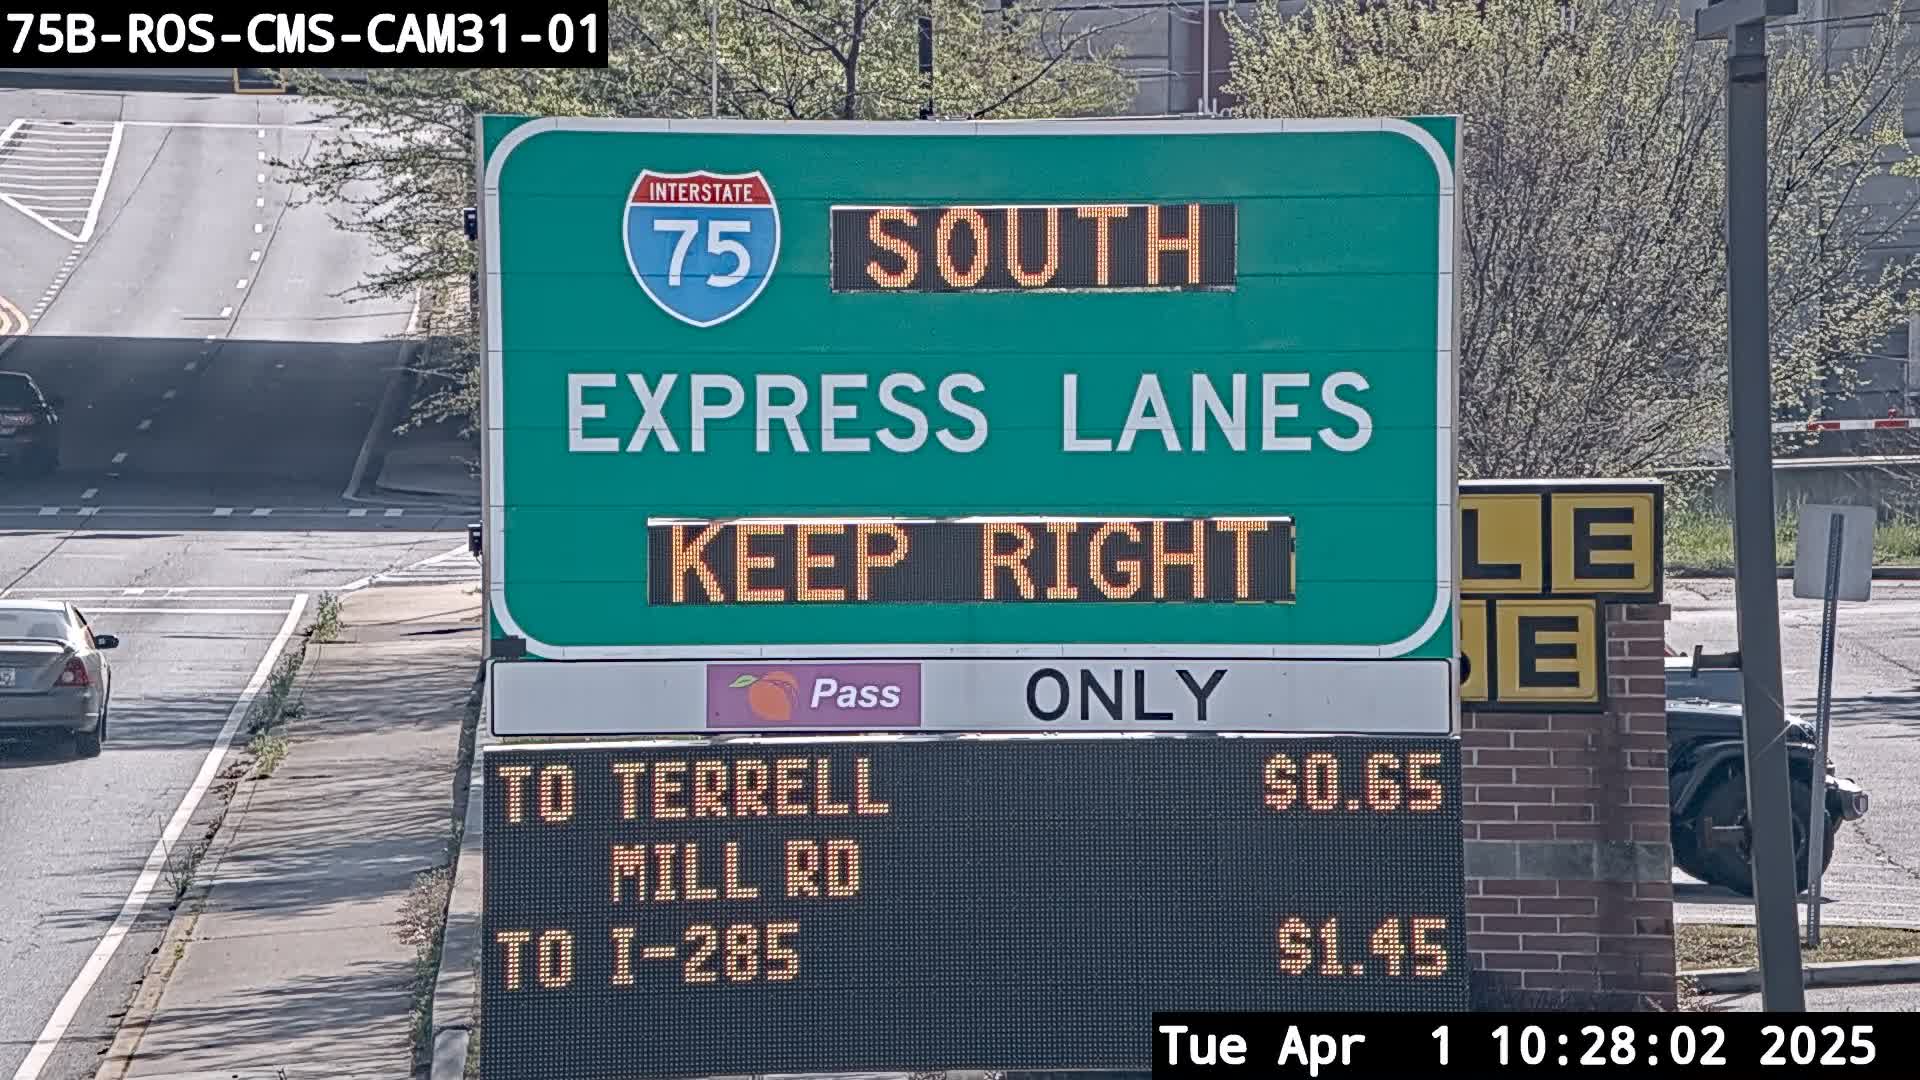 75B-ROS-CMS-CAM31-01
INTERSTATE
75
SOUTH
EXPRESS LANES
KEEP RIGHT
Pass ONLY
TO TERRELL $0.65
MILL RD
TO I-285 $1.45
LE
E
Tue Apr 1 10:28:02 2025